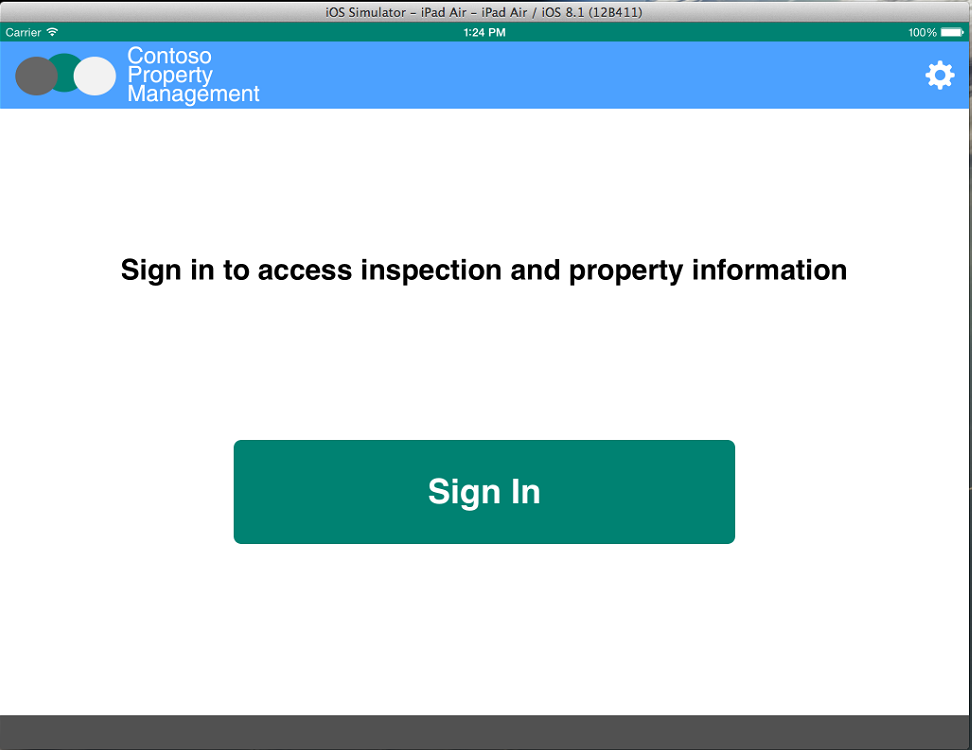 iOS Simulator – iPad Air – iPad Air / iOS 8.1 (12B411)
Carrier 1:24 PM 100%
Contoso
Property
Management
Sign in to access inspection and property information
Sign In